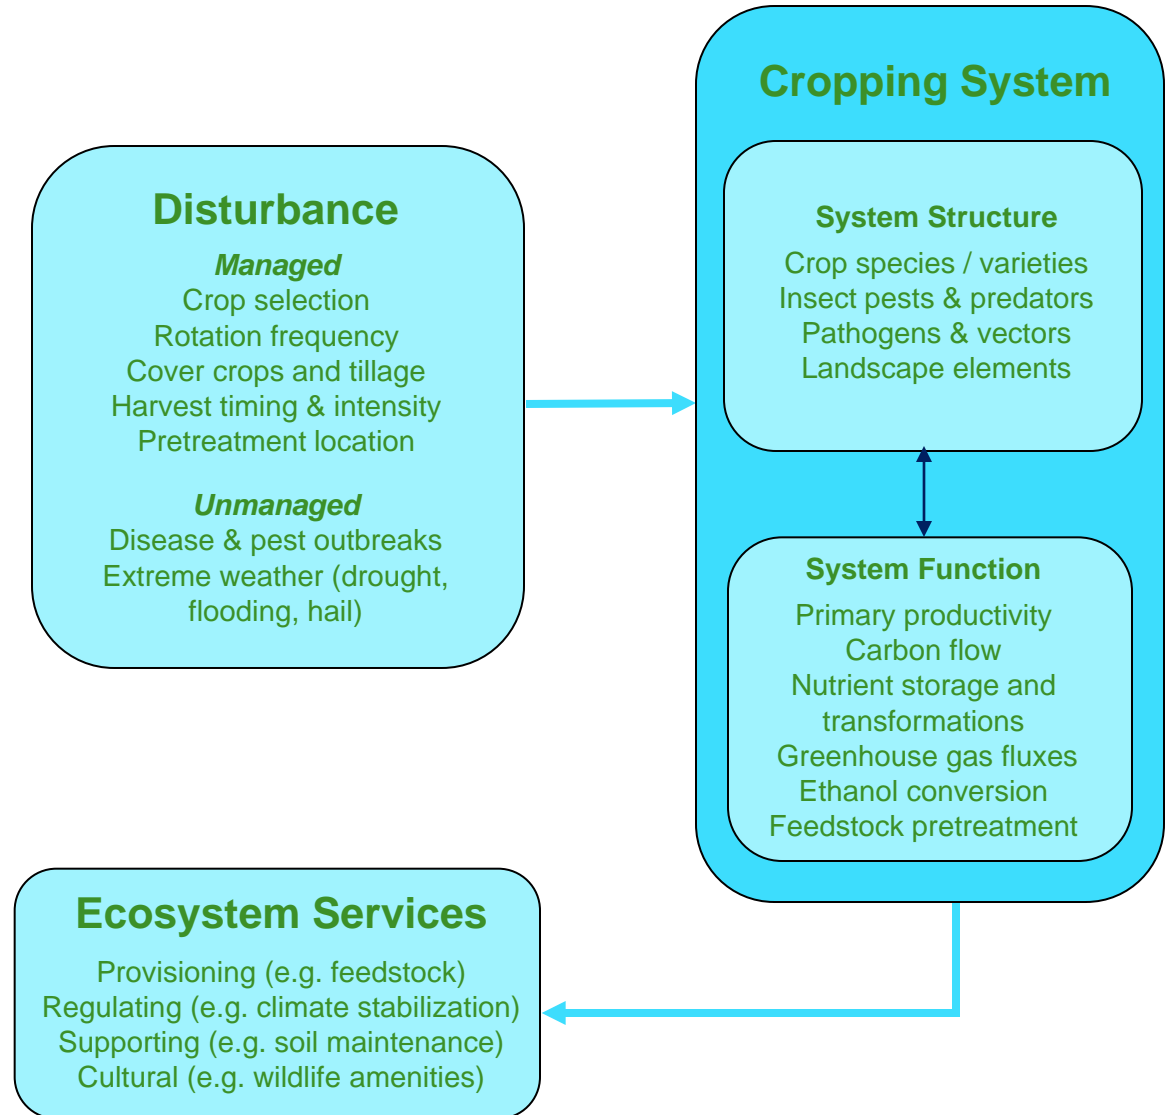 Disturbance
Managed
Crop selection
Rotation frequency
Cover crops and tillage
Harvest timing & intensity
Pretreatment location
Unmanaged
Disease & pest outbreaks
Extreme weather (drought,
flooding, hail)
Cropping System
System Structure
Crop species / varieties
Insect pests & predators
Pathogens & vectors
Landscape elements
System Function
Primary productivity
Carbon flow
Nutrient storage and
transformations
Greenhouse gas fluxes
Ethanol conversion
Feedstock pretreatment
Ecosystem Services
Provisioning (e.g. feedstock)
Regulating (e.g. climate stabilization)
Supporting (e.g. soil maintenance)
Cultural (e.g. wildlife amenities)